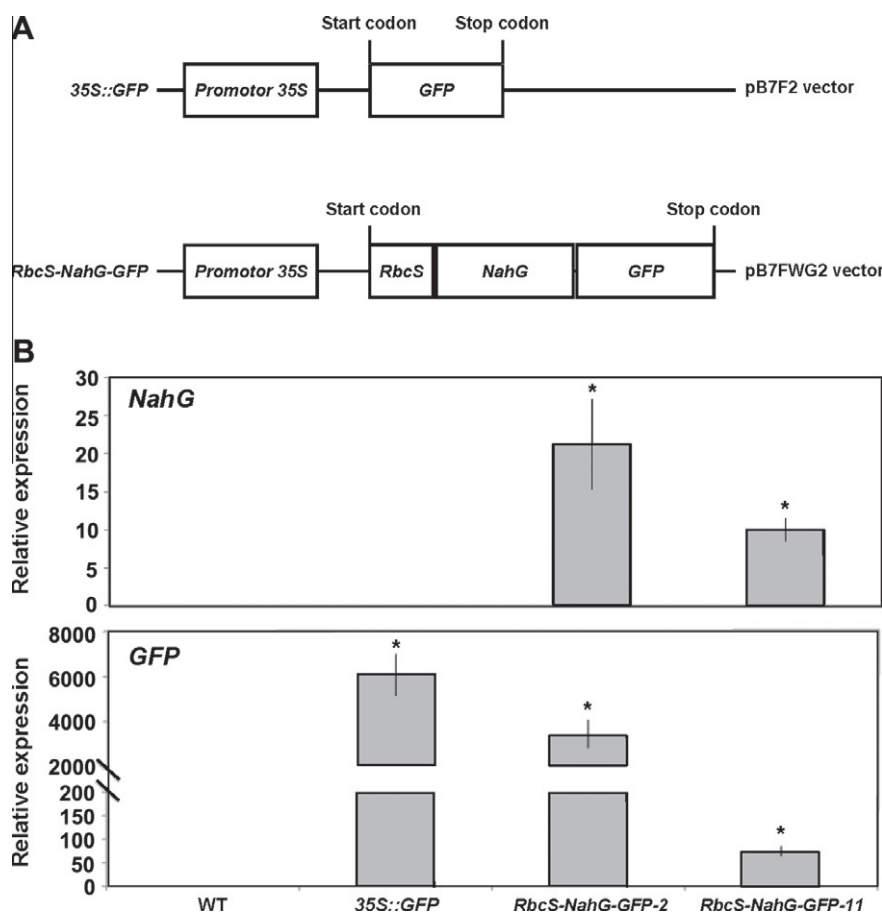 A
Start codon Stop codon
35S::GFP Promotor 35S GFP pB7F2 vector
Start codon Stop codon
RbcS-NahG-GFP Promotor 35S RbcS NahG GFP pB7FWG2 vector
B
Relative expression
30
25
20
15
10
5
0
NahG
*
*
Relative expression
8000
6000
4000
2000
200
150
100
50
0
GFP
*
*
*
WT 35S::GFP RbcS-NahG-GFP-2 RbcS-NahG-GFP-11